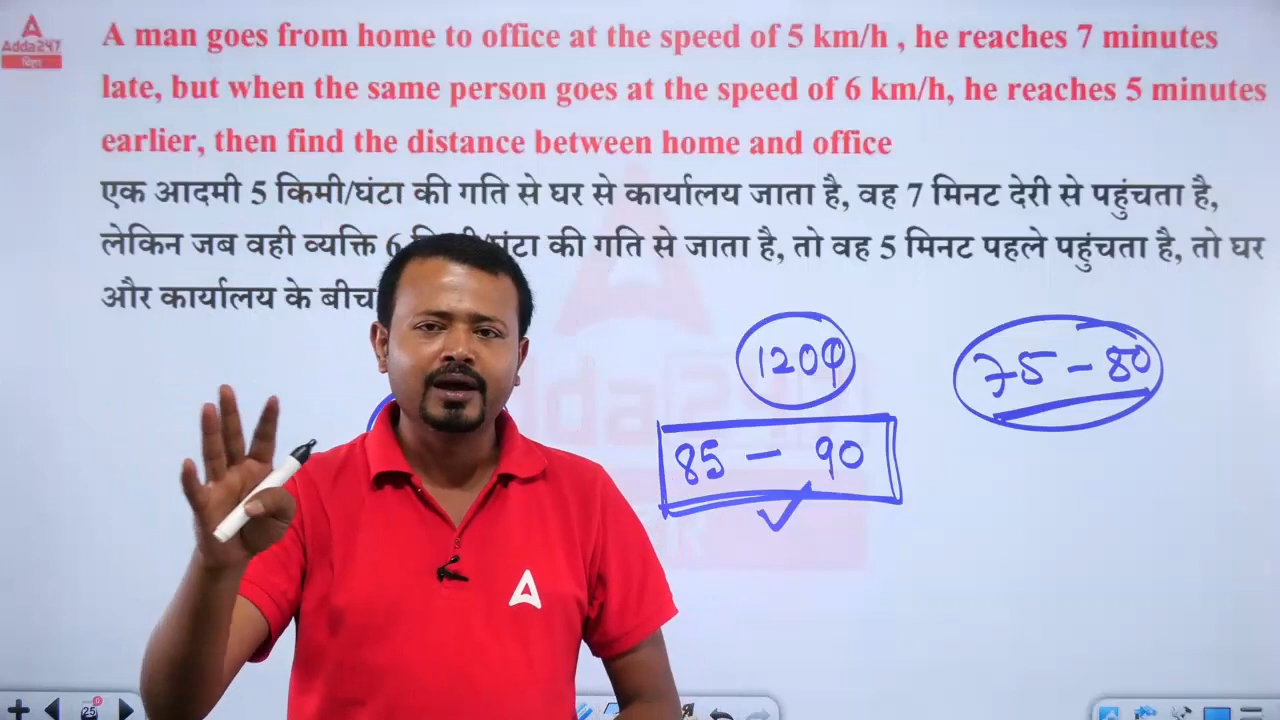 Adda247
बिहार
A man goes from home to office at the speed of 5 km/h , he reaches 7 minutes
late, but when the same person goes at the speed of 6 km/h, he reaches 5 minutes
earlier, then find the distance between home and office
एक आदमी 5 किमी/घंटा की गति से घर से कार्यालय जाता है, वह 7 मिनट देरी से पहुंचता है,
लेकिन जब वही व्यक्ति 6 की गति से जाता है, तो वह 5 मिनट पहले पहुंचता है, तो घर
और कार्यालय के बीच
75 - 80
85 - 90
25